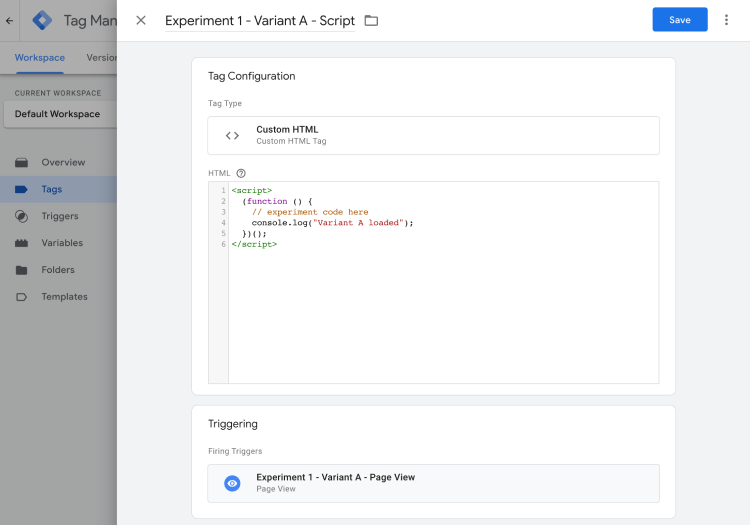 Tag Man
Experiment 1 - Variant A - Script
Save
Workspace
Version
CURRENT WORKSPACE
Default Workspace
Overview
Tags
Triggers
Variables
Folders
Templates
Tag Configuration
Tag Type
Custom HTML
Custom HTML Tag
HTML
1 <script>
2 (function () {
3 // experiment code here
4 console.log("Variant A loaded");
5 })();
6 </script>
Triggering
Firing Triggers
Experiment 1 - Variant A - Page View
Page View